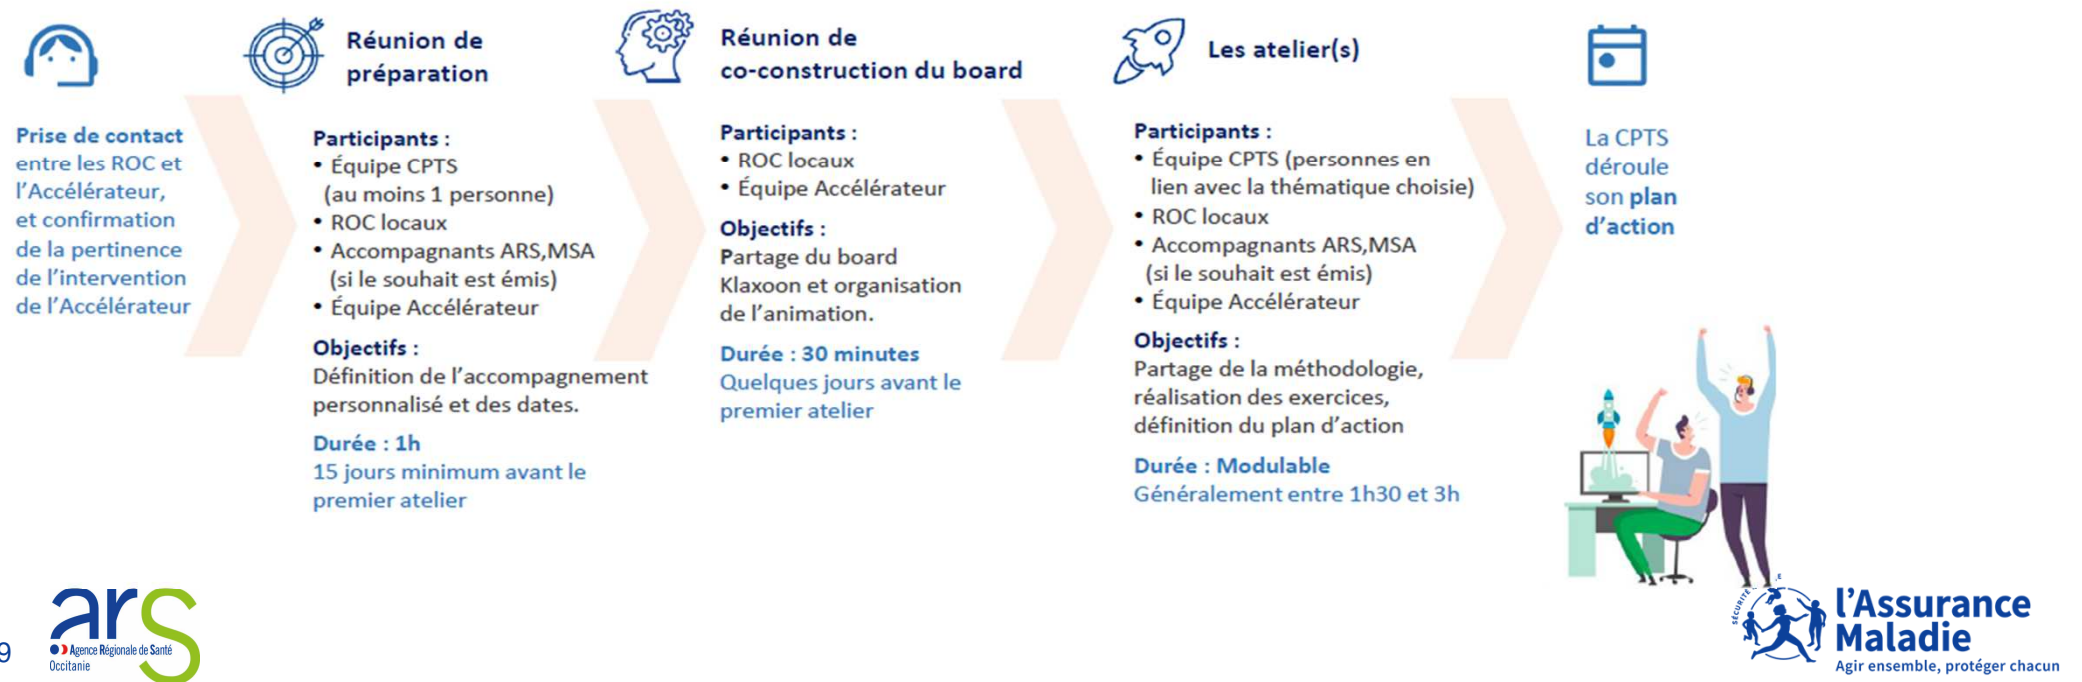 Prise de contact
entre les ROC et
l'Accélérateur,
et confirmation
de la pertinence
de l'intervention
de l'Accélérateur
Réunion de
préparation
Participants :
• Équipe CPTS
(au moins 1 personne)
• ROC locaux
• Accompagnants ARS,MSA
(si le souhait est émis)
• Équipe Accélérateur
Objectifs :
Définition de l'accompagnement
personnalisé et des dates.
Durée : 1h
15 jours minimum avant le
premier atelier
Réunion de
co-construction du board
Participants :
• ROC locaux
• Équipe Accélérateur
Objectifs :
Partage du board
Klaxoon et organisation
de l'animation.
Durée : 30 minutes
Quelques jours avant le
premier atelier
Les atelier(s)
Participants :
• Équipe CPTS (personnes en
lien avec la thématique choisie)
• ROC locaux
• Accompagnants ARS,MSA
(si le souhait est émis)
• Équipe Accélérateur
Objectifs :
Partage de la méthodologie,
réalisation des exercices,
définition du plan d'action
Durée : Modulable
Généralement entre 1h30 et 3h
La CPTS
déroule
son plan
d'action
9
ars
Agence Régionale de Santé
Occitanie
SÉCURITÉ
l'Assurance
Maladie
Agir ensemble, protéger chacun